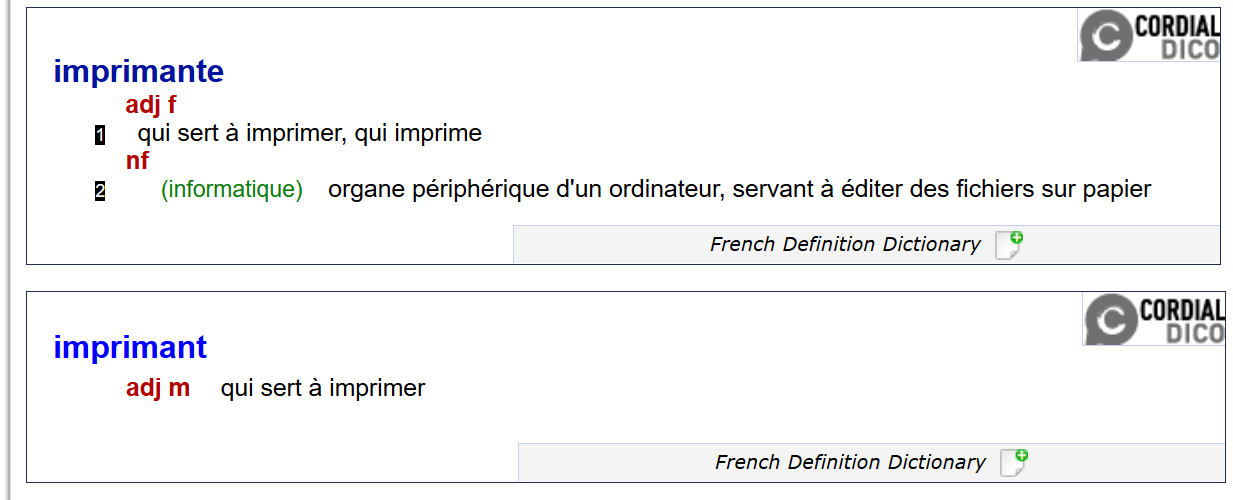 CORDIAL
DICO
imprimante
adj f
1 qui sert à imprimer, qui imprime
nf
2 (informatique) organe périphérique d'un ordinateur, servant à éditer des fichiers sur papier
French Definition Dictionary
CORDIAL
DICO
imprimant
adj m qui sert à imprimer
French Definition Dictionary